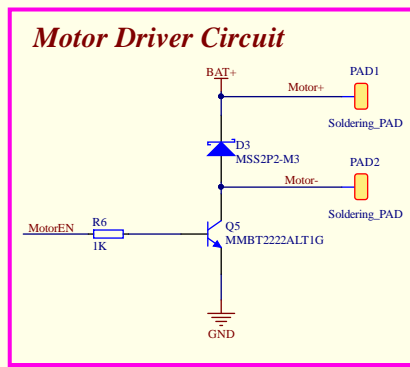 Motor Driver Circuit
BAT+
PAD1
Motor+
Soldering_PAD
D3
MSS2P2-M3
PAD2
Motor-
Soldering_PAD
MotorEN
R6
1K
Q5
MMBT2222ALT1G
GND